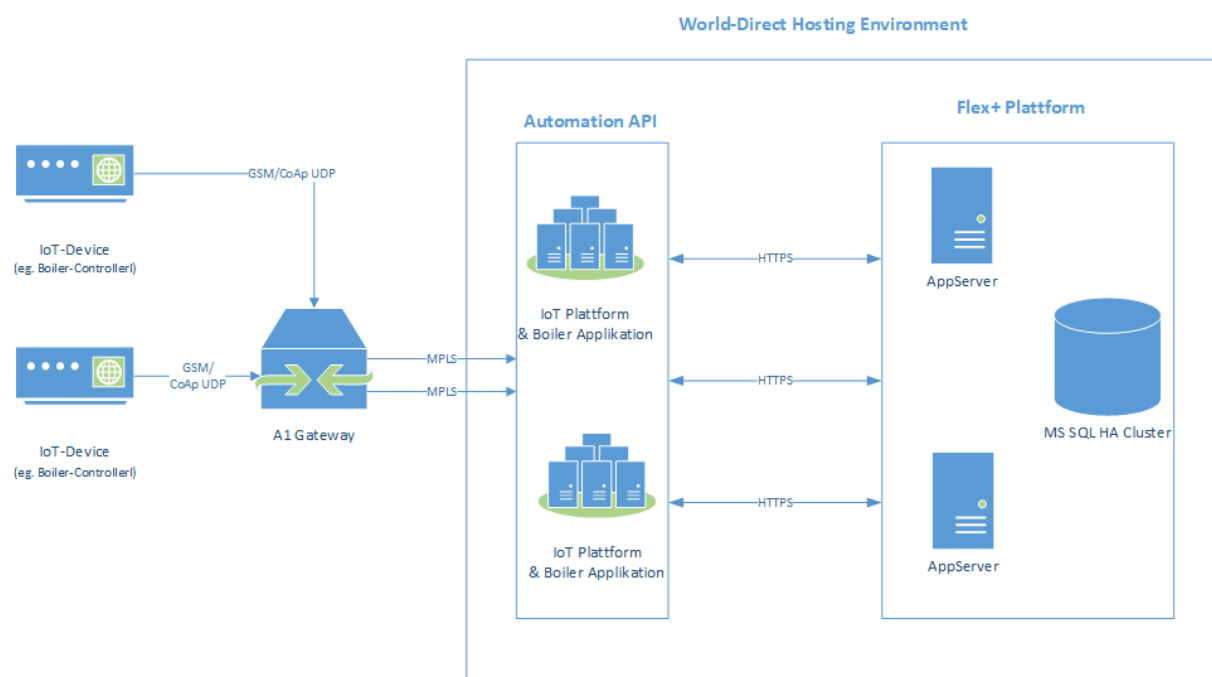 World-Direct Hosting Environment
Automation API
Flex+ Plattform
GSM/CoAp UDP
IoT-Device
(eg. Boiler-Controllerl)
GSM/
CoAp UDP
IoT-Device
(eg. Boiler-Controllerl)
A1 Gateway
MPLS
MPLS
IoT Plattform
& Boiler Applikation
IoT Plattform
& Boiler Applikation
HTTPS
HTTPS
HTTPS
AppServer
MS SQL HA Cluster
AppServer